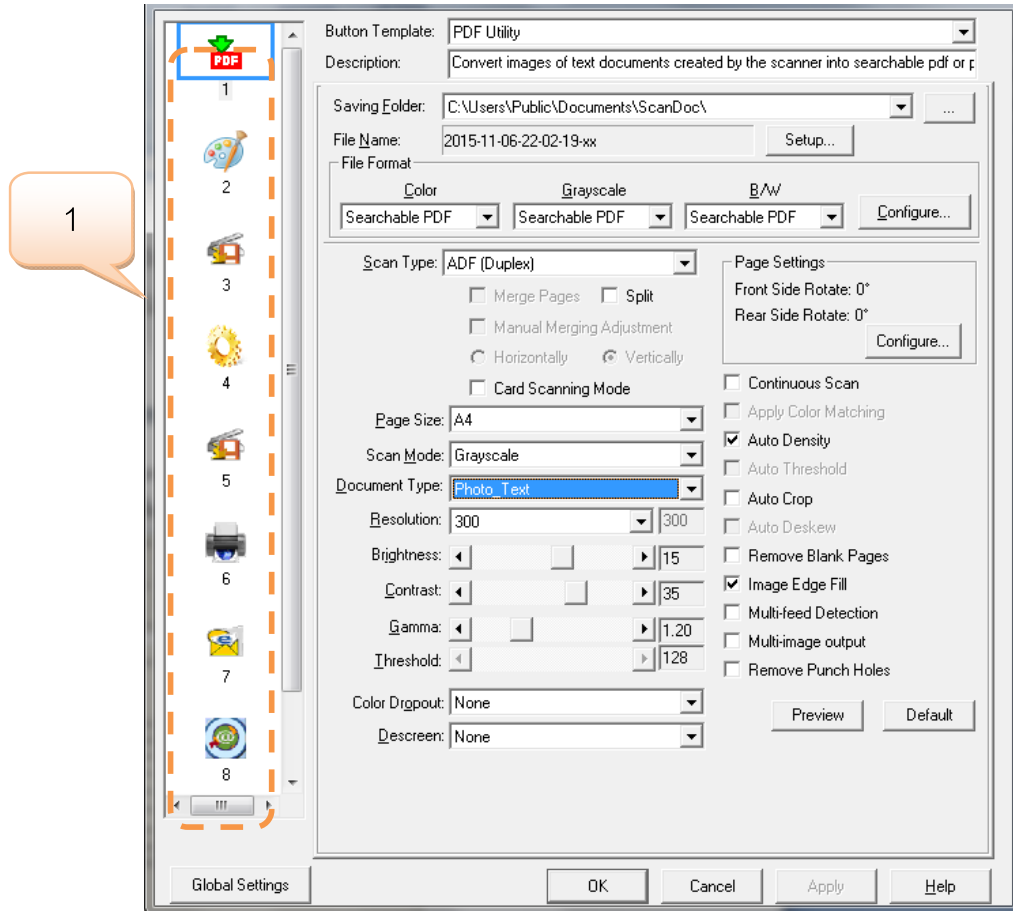 1
PDF
1
2
3
4
5
6
7
8
Button Template: PDF Utility
Description: Convert images of text documents created by the scanner into searchable pdf or p
Saving Folder: C:\Users\Public\Documents\ScanDoc\ ...
File Name: 2015-11-06-22-02-19-xx Setup...
File Format
Color Grayscale B/W
Searchable PDF Searchable PDF Searchable PDF Configure...
Scan Type: ADF (Duplex)
Merge Pages Split
Manual Merging Adjustment
Horizontally Vertically
Card Scanning Mode
Page Size: A4
Scan Mode: Grayscale
Document Type: Photo_Text
Resolution: 300 300
Brightness: 15
Contrast: 35
Gamma: 1.20
Threshold: 128
Color Dropout: None
Descreen: None
Page Settings
Front Side Rotate: 0°
Rear Side Rotate: 0°
Configure...
Continuous Scan
Apply Color Matching
Auto Density
Auto Threshold
Auto Crop
Auto Deskew
Remove Blank Pages
Image Edge Fill
Multi-feed Detection
Multi-image output
Remove Punch Holes
Preview Default
Global Settings OK Cancel Apply Help